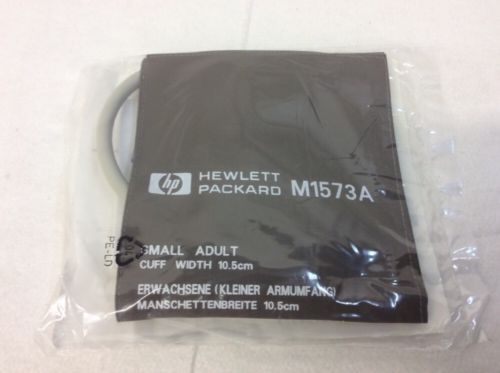 hp HEWLETT
PACKARD M1573A
SMALL ADULT
CUFF WIDTH 10.5cm
ERWACHSENE (KLEINER ARMUMFANG)
MANSCHETTENBREITE 10.5cm
PE-LD